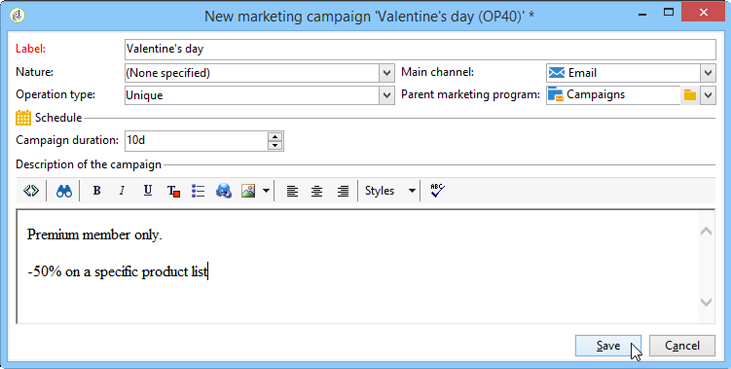 New marketing campaign 'Valentine's day (OP40)' *
Label: Valentine's day
Nature: (None specified) Main channel: Email
Operation type: Unique Parent marketing program: Campaigns
Schedule
Campaign duration: 10d
Description of the campaign
B I U T Styles ABC
Premium member only.
-50% on a specific product list
Save Cancel